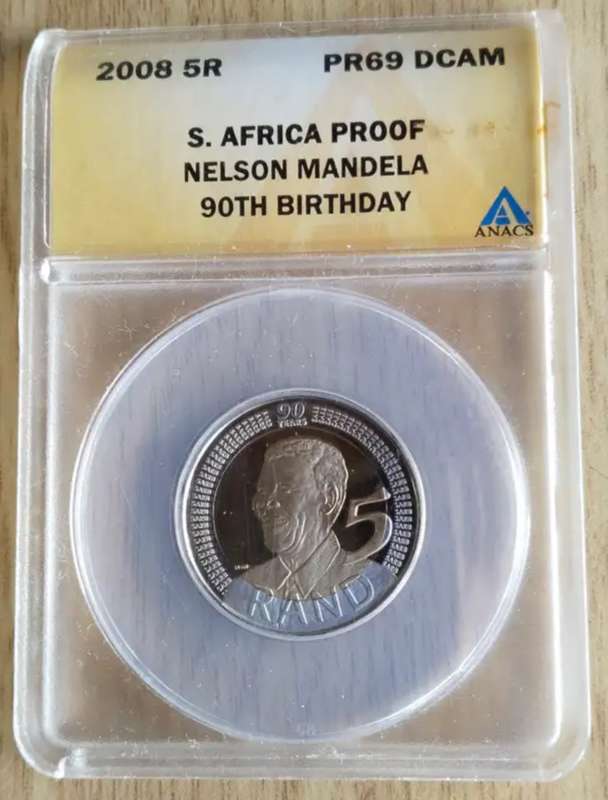 2008 5R PR69 DCAM
S. AFRICA PROOF
NELSON MANDELA
90TH BIRTHDAY
ANACS
90
YEARS
5
RAND